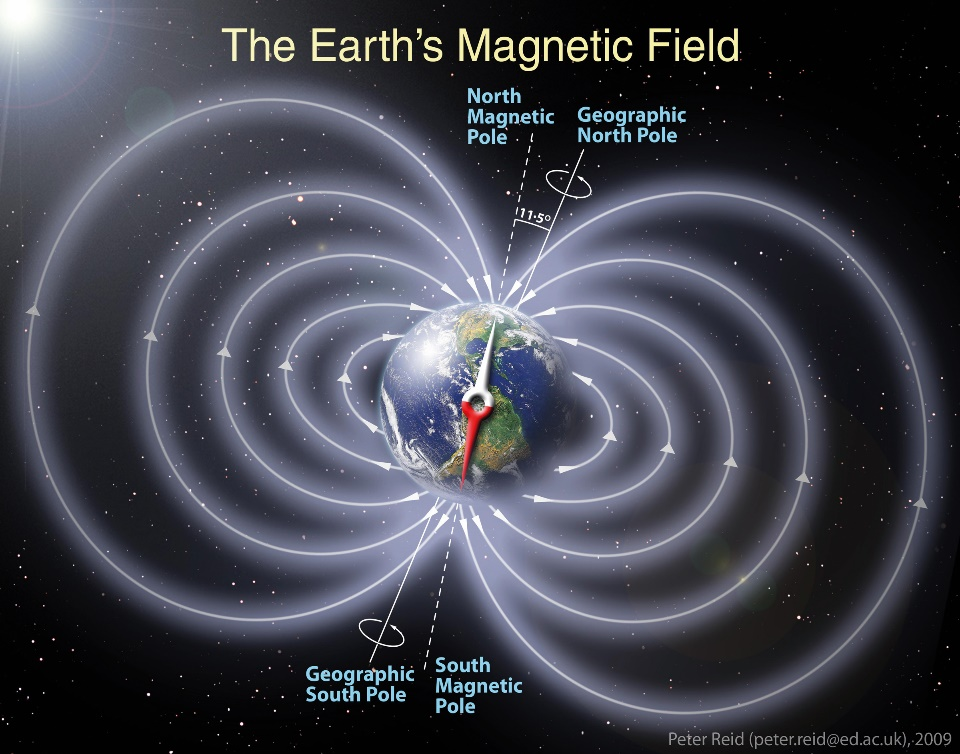 The Earth's Magnetic Field
North
Magnetic
Pole
Geographic
North Pole
11·5°
Geographic
South Pole
South
Magnetic
Pole
Peter Reid (peter.reid@ed.ac.uk), 2009